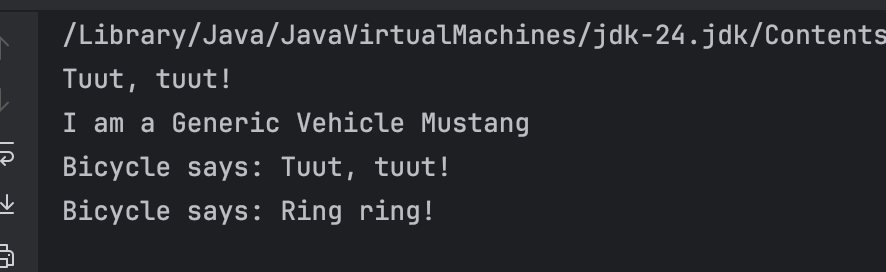 /Library/Java/JavaVirtualMachines/jdk-24.jdk/Contents
Tuut, tuut!
I am a Generic Vehicle Mustang
Bicycle says: Tuut, tuut!
Bicycle says: Ring ring!